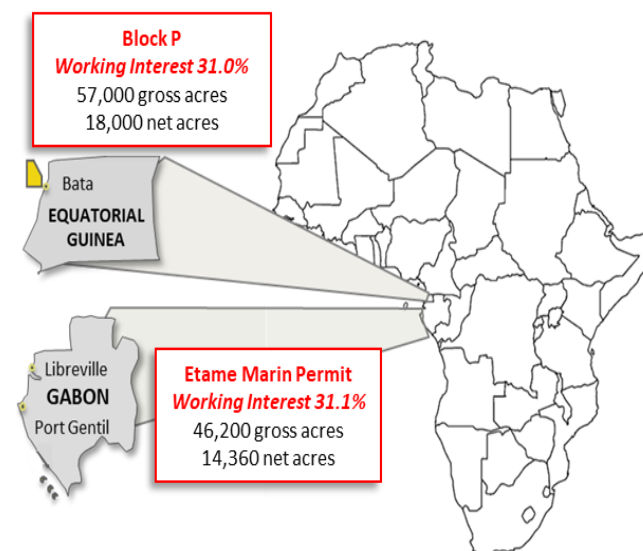 Block P
Working Interest 31.0%
57,000 gross acres
18,000 net acres
Bata
EQUATORIAL
GUINEA
Libreville
GABON
Port Gentil
Etame Marin Permit
Working Interest 31.1%
46,200 gross acres
14,360 net acres